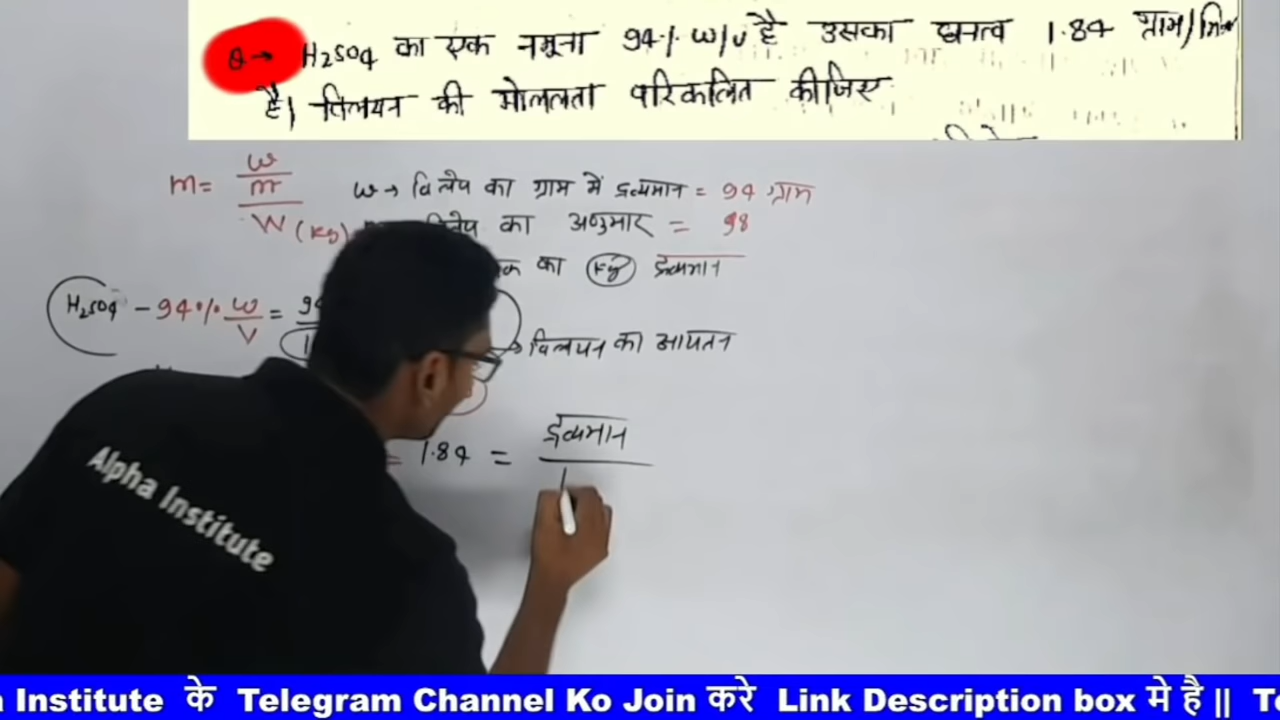 Q→ H₂SO₄ का एक नमूना 94% W/V है उसका घनत्व 1.84 ग्राम/
है। विलयन की मोललता परिकलित कीजिए
m = w/m / W (Kg)
w → विलेय का ग्राम में द्रव्यमान = 94 ग्राम
का अणुभार = 98
का (Kg) द्रव्यमान
H₂SO₄ - 94% W/V =
→ विलयन का आयतन
= 1.84 = द्रव्यमान
Alpha Institute
Institute के Telegram Channel Ko Join करे Link Description box मे है ||